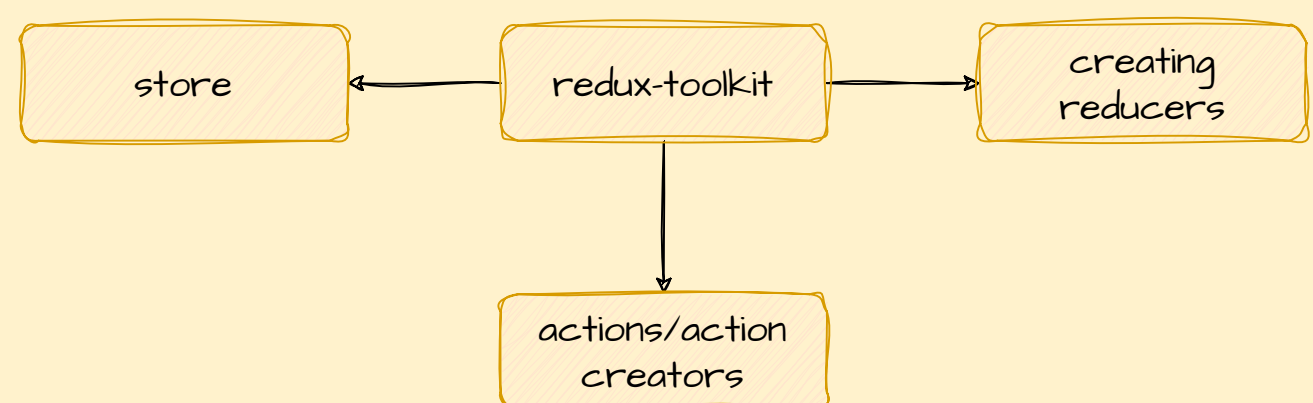 store
redux-toolkit
creating
reducers
actions/action
creators